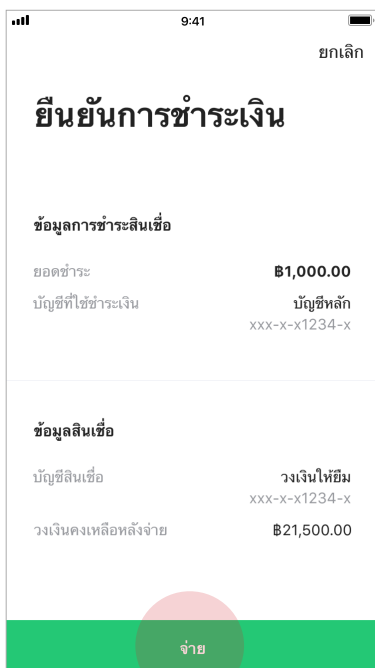 9:41
ยกเลิก
ยืนยันการชำระเงิน
ข้อมูลการชำระสินเชื่อ
ยอดชำระ ฿1,000.00
บัญชีที่ใช้ชำระเงิน บัญชีหลัก
xxx-x-x1234-x
ข้อมูลสินเชื่อ
บัญชีสินเชื่อ วงเงินให้ยืม
xxx-x-x1234-x
วงเงินคงเหลือหลังจ่าย ฿21,500.00
จ่าย